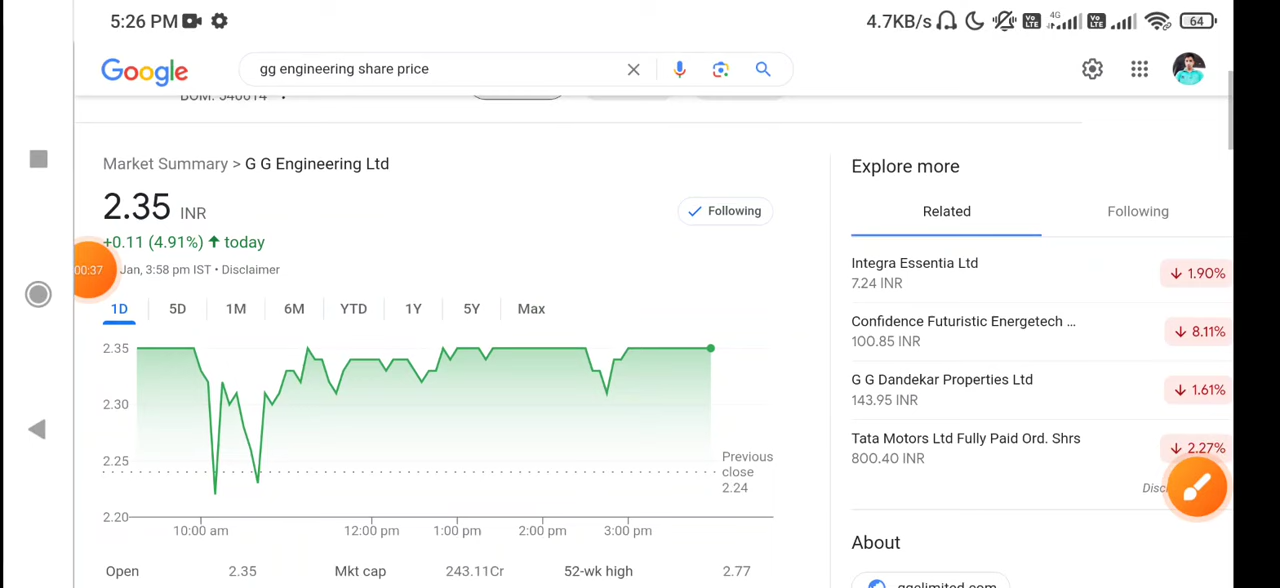 5:26 PM
4.7KB/s
4G
Vo LTE
Vo LTE
64
Google
gg engineering share price
Market Summary > G G Engineering Ltd
2.35 INR
Following
+0.11 (4.91%) ↑ today
00:37
Jan, 3:58 pm IST • Disclaimer
1D 5D 1M 6M YTD 1Y 5Y Max
2.35
2.30
2.25
2.20
Previous
close
2.24
10:00 am 12:00 pm 1:00 pm 2:00 pm 3:00 pm
Open 2.35 Mkt cap 243.11Cr 52-wk high 2.77
Explore more
Related Following
Integra Essentia Ltd
7.24 INR
↓ 1.90%
Confidence Futuristic Energetech ...
100.85 INR
↓ 8.11%
G G Dandekar Properties Ltd
143.95 INR
↓ 1.61%
Tata Motors Ltd Fully Paid Ord. Shrs
800.40 INR
↓ 2.27%
About